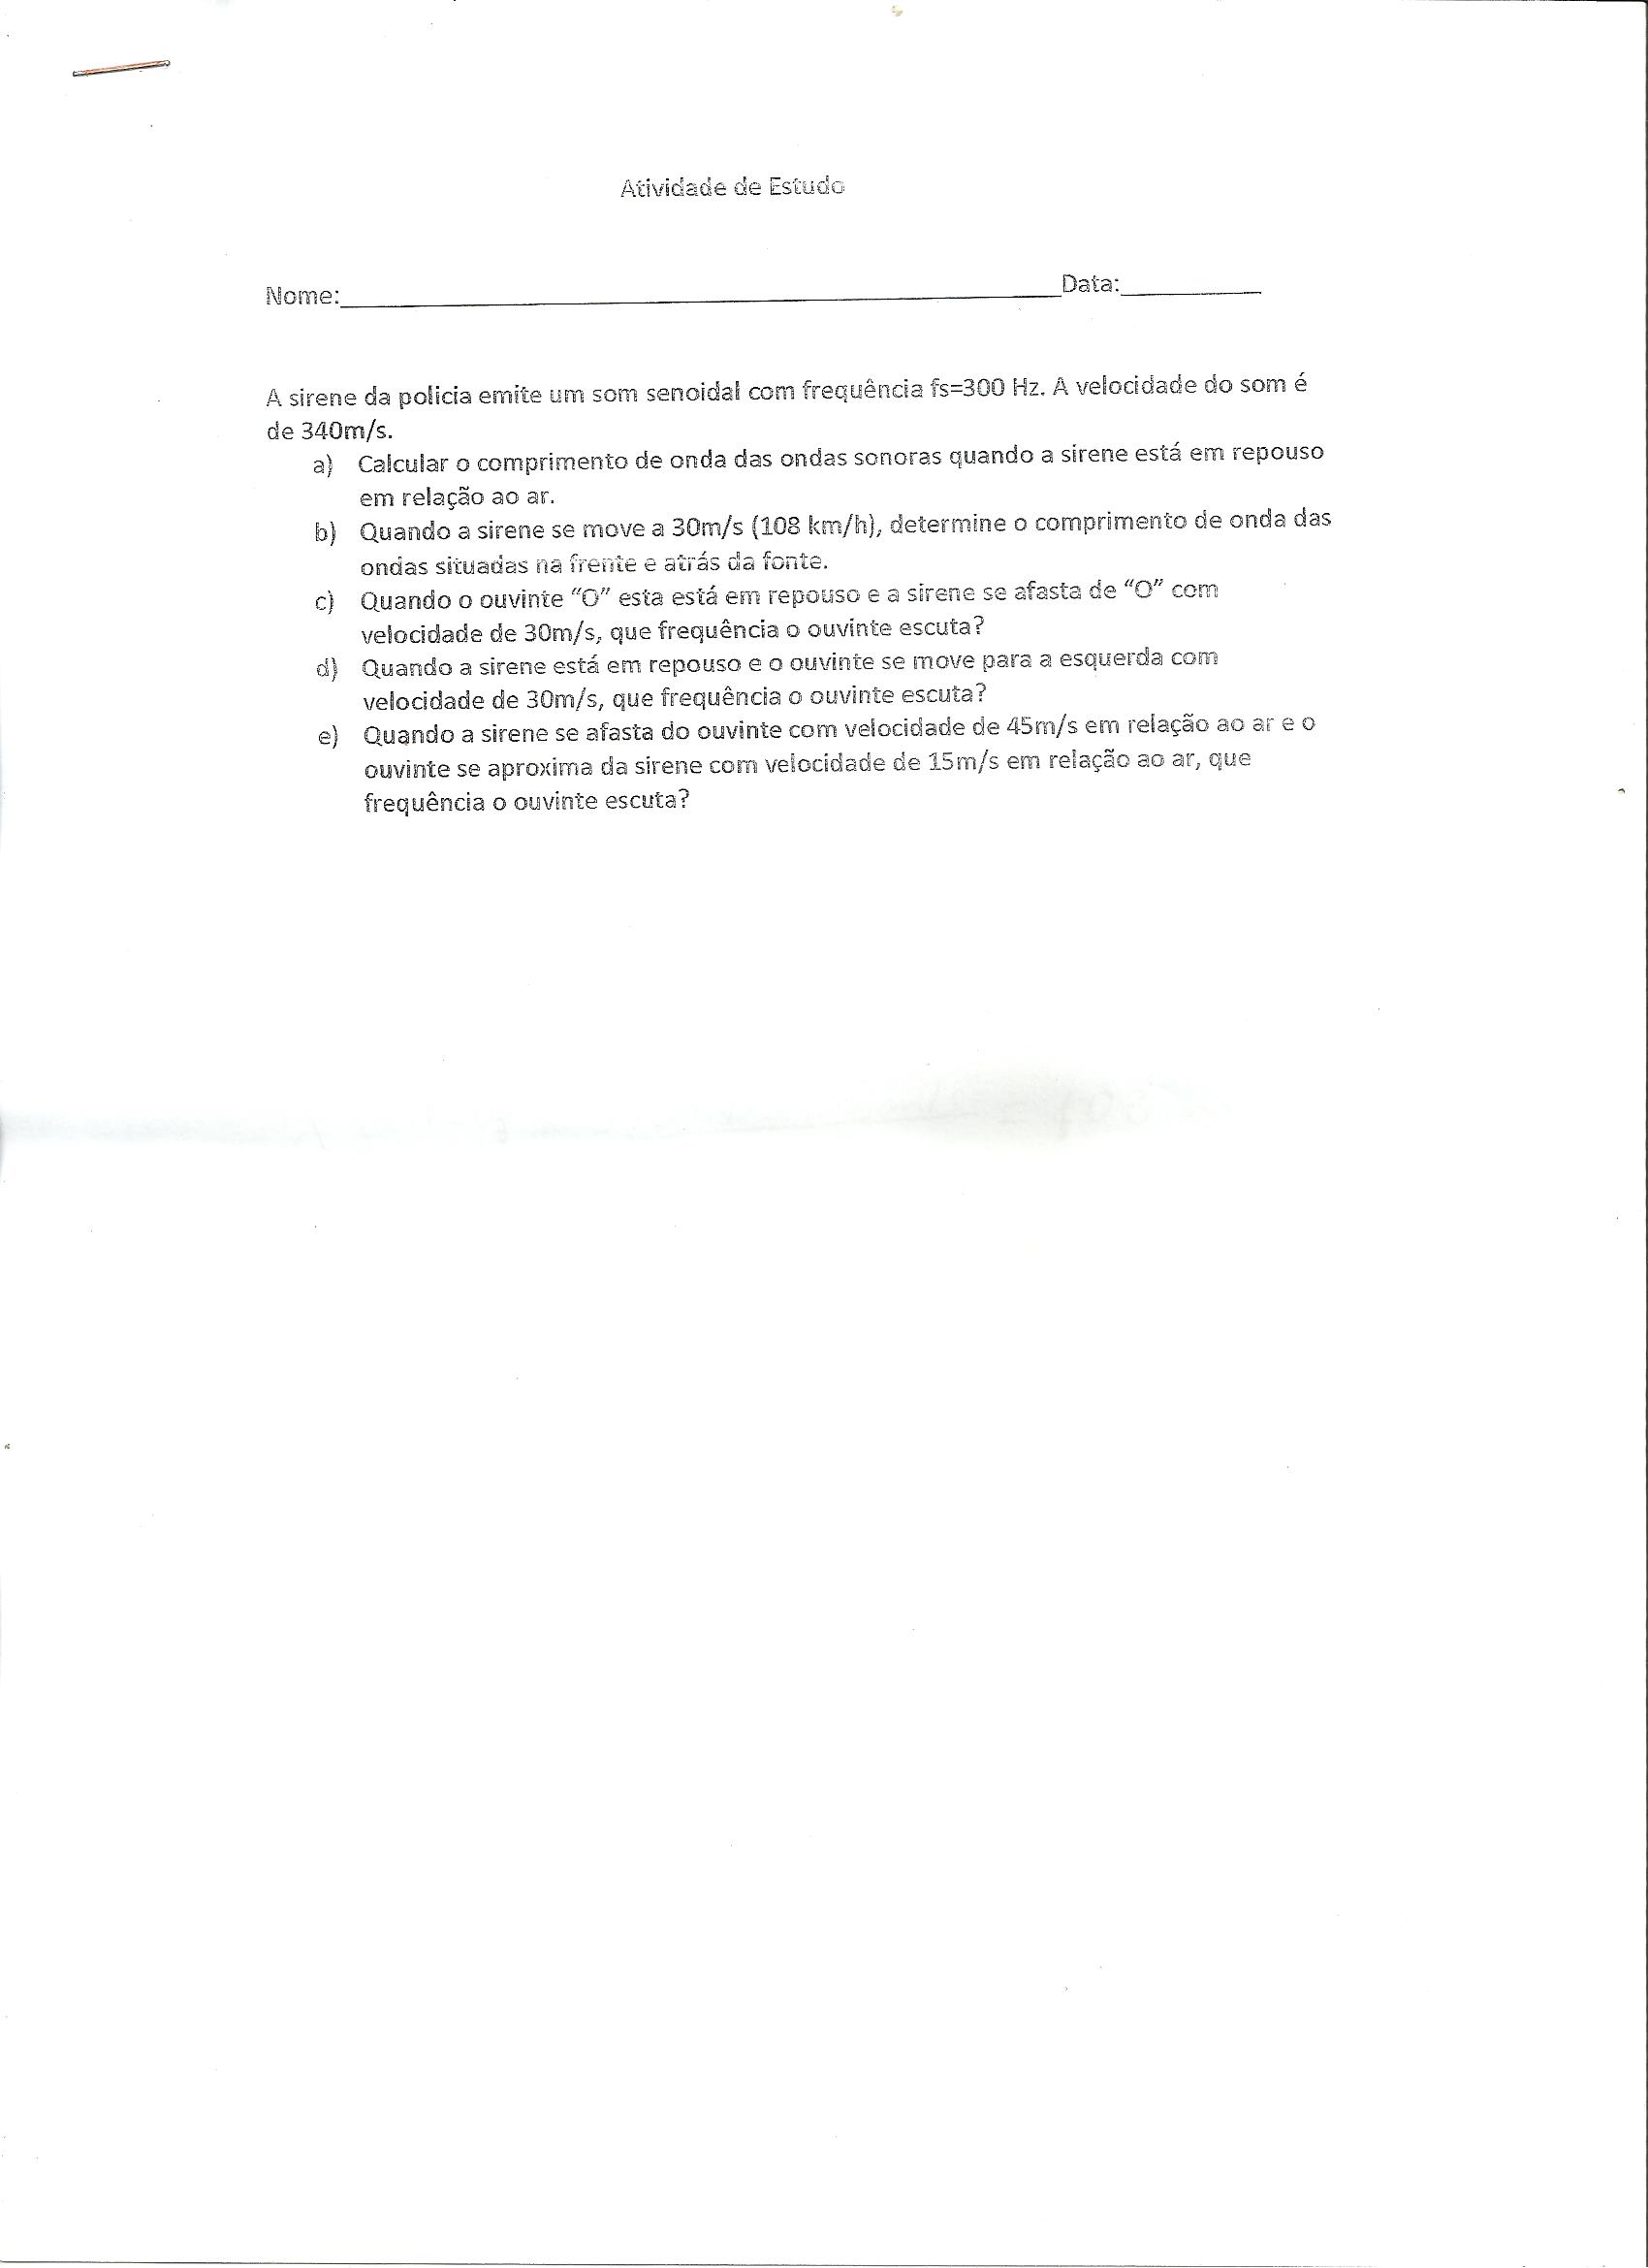 Atividade de Estudo
Nome:____________________Data:__________
A sirene da policia emite um som senoidal com frequência fs=300 Hz. A velocidade do som é
de 340m/s.
a) Calcular o comprimento de onda das ondas sonoras quando a sirene está em repouso
em relação ao ar.
b) Quando a sirene se move a 30m/s (108 km/h), determine o comprimento de onda das
ondas situadas na frente e atrás da fonte.
c) Quando o ouvinte “O” esta está em repouso e a sirene se afasta de “O” com
velocidade de 30m/s, que frequência o ouvinte escuta?
d) Quando a sirene está em repouso e o ouvinte se move para a esquerda com
velocidade de 30m/s, que frequência o ouvinte escuta?
e) Quando a sirene se afasta do ouvinte com velocidade de 45m/s em relação ao ar e o
ouvinte se aproxima da sirene com velocidade de 15m/s em relação ao ar, que
frequência o ouvinte escuta?